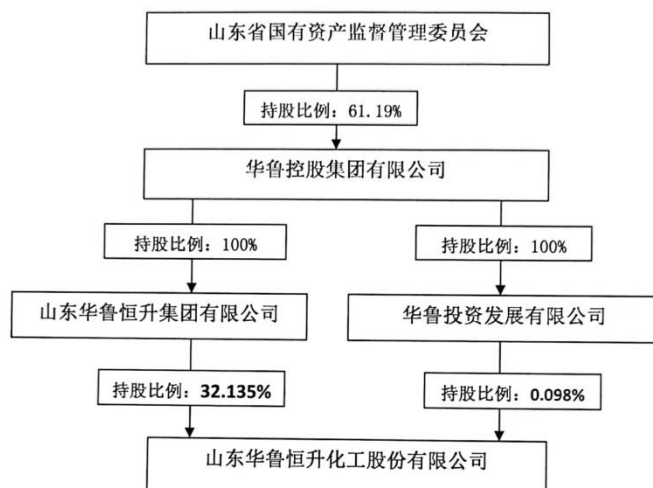 山东省国有资产监督管理委员会
持股比例：61.19%
华鲁控股集团有限公司
持股比例：100%
持股比例：100%
山东华鲁恒升集团有限公司
华鲁投资发展有限公司
持股比例：32.135%
持股比例：0.098%
山东华鲁恒升化工股份有限公司